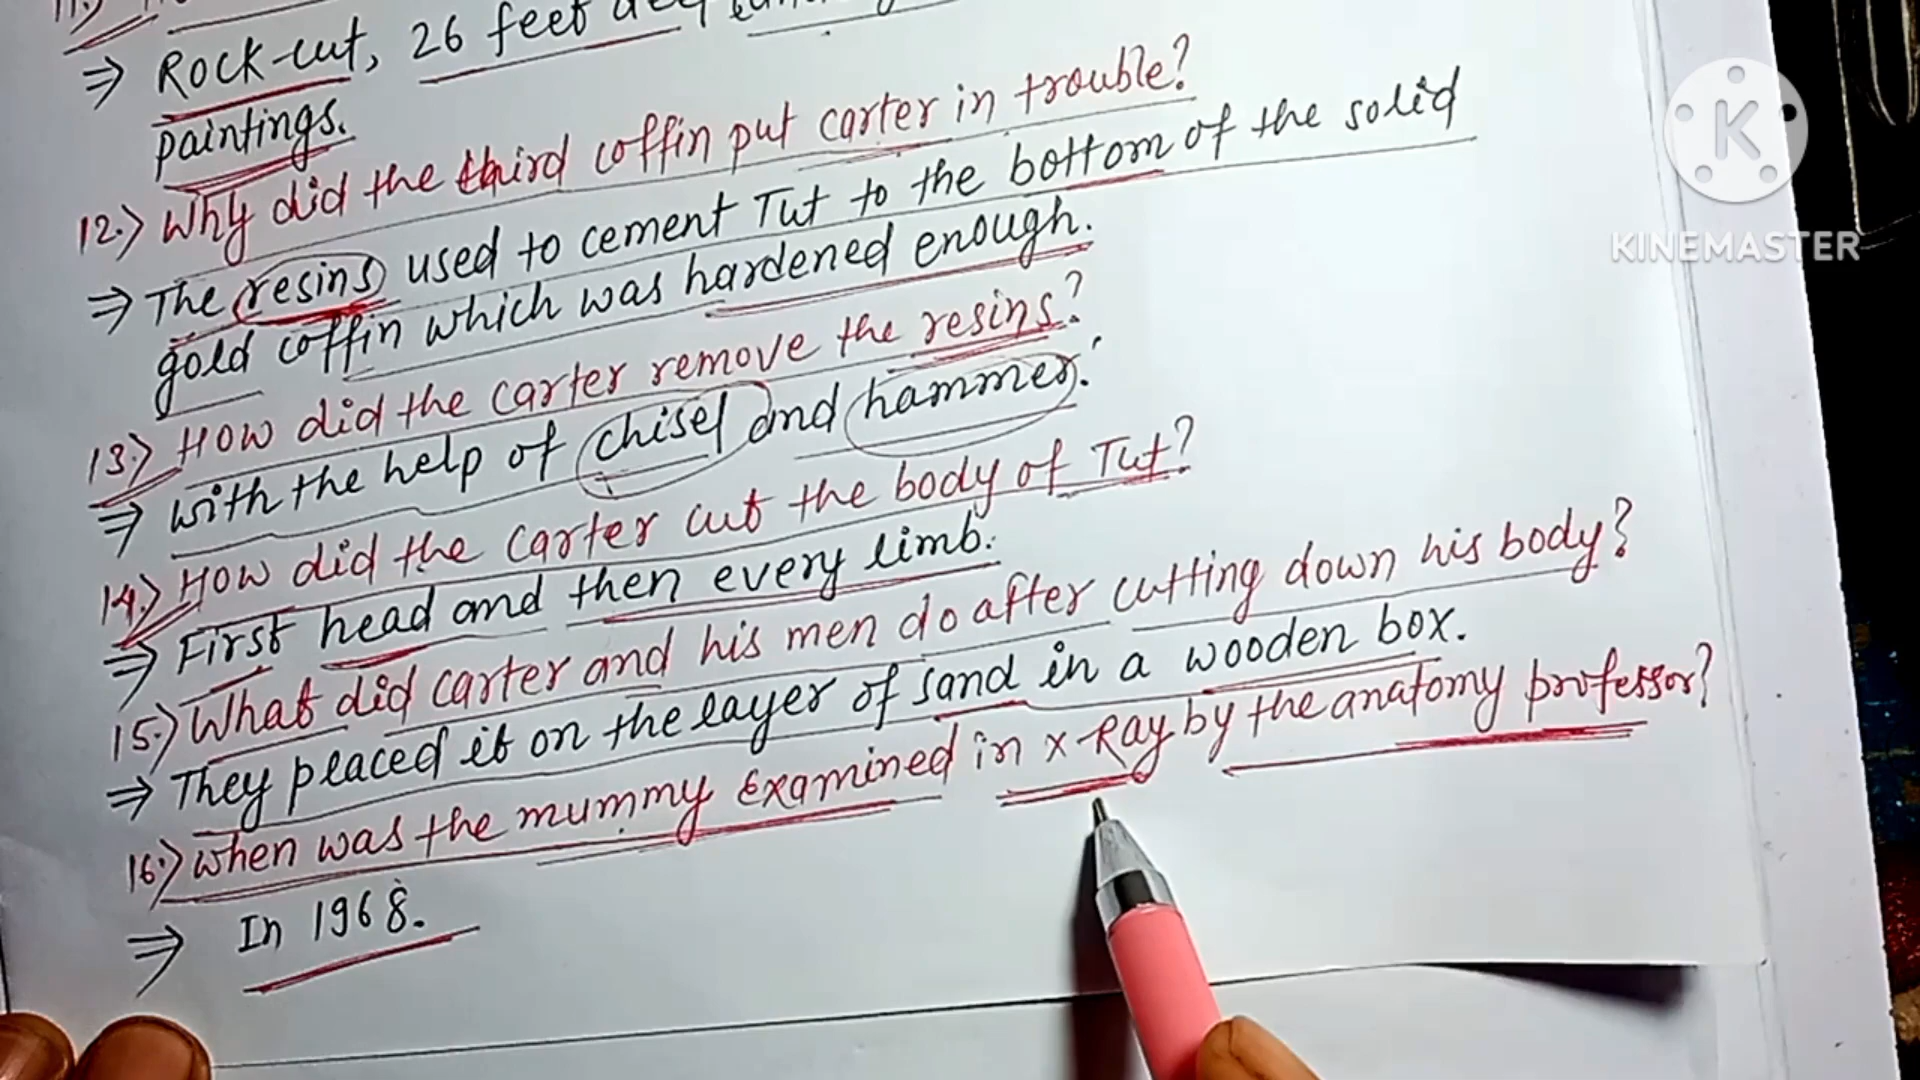 ⇒ Rock-cut, 26 feet
paintings.
12.) Why did the third coffin put carter in trouble?
⇒ The resins used to cement Tut to the bottom of the solid
gold coffin which was hardened enough.
13.) How did the carter remove the resins?
⇒ with the help of chisel and hammer.
14.) How did the carter cut the body of Tut?
⇒ First head and then every limb.
15.) What did carter and his men do after cutting down his body?
⇒ They placed it on the layer of sand in a wooden box.
16.) when was the mummy examined in x-Ray by the anatomy professor?
⇒ In 1968.
K
KINEMASTER